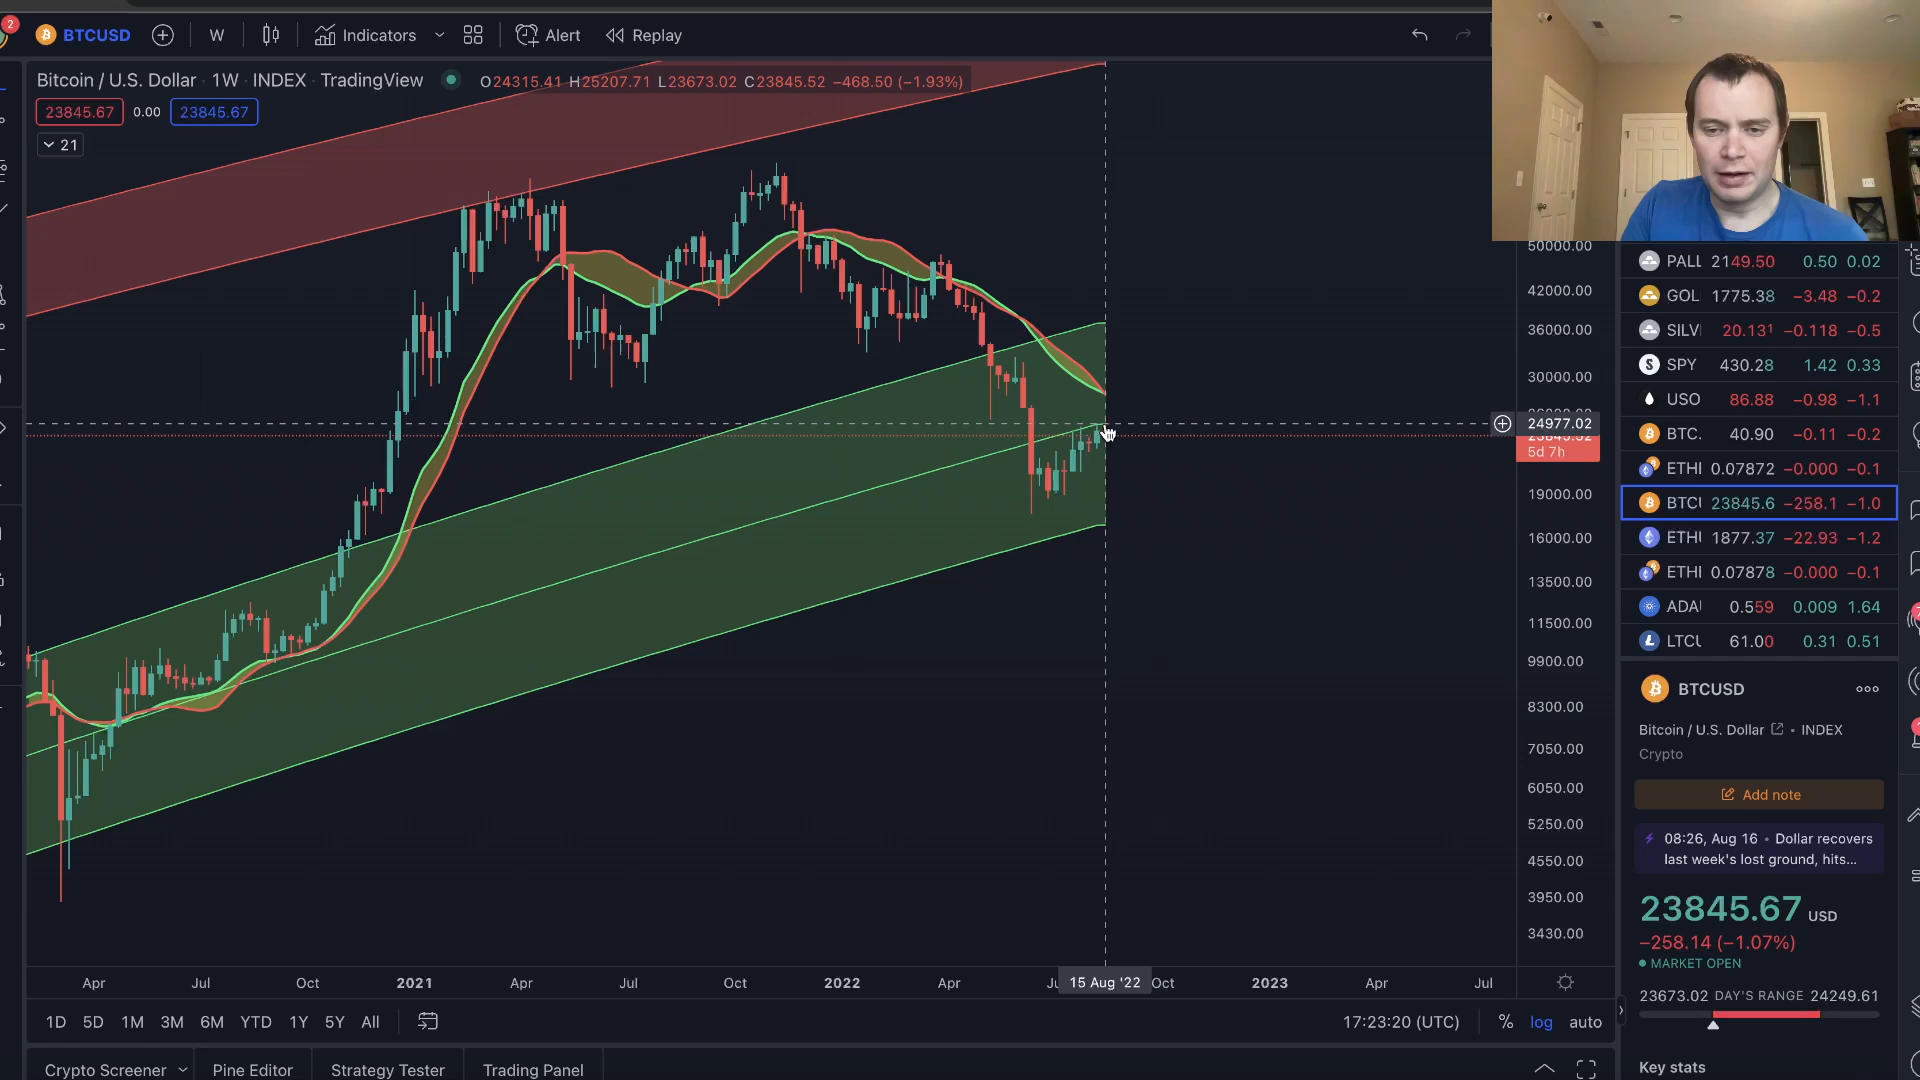 2
BTCUSD
W
Indicators
Alert
Replay
Bitcoin / U.S. Dollar · 1W · INDEX · TradingView
O24315.41 H25207.71 L23673.02 C23845.52 −468.50 (−1.93%)
23845.67 0.00 23845.67
21
50000.00
42000.00
36000.00
30000.00
24977.02
5d 7h
19000.00
16000.00
13500.00
11500.00
9900.00
8300.00
7050.00
6050.00
5250.00
4550.00
3950.00
3430.00
PALL 2149.50 0.50 0.02
GOL 1775.38 −3.48 −0.2
SILV 20.131 −0.118 −0.5
SPY 430.28 1.42 0.33
USO 86.88 −0.98 −1.1
BTC. 40.90 −0.11 −0.2
ETHI 0.07872 −0.000 −0.1
BTCU 23845.6 −258.1 −1.0
ETHU 1877.37 −22.93 −1.2
ETHI 0.07878 −0.000 −0.1
ADAU 0.559 0.009 1.64
LTCU 61.00 0.31 0.51
BTCUSD
Bitcoin / U.S. Dollar • INDEX
Crypto
Add note
08:26, Aug 16 • Dollar recovers
last week's lost ground, hits...
23845.67 USD
−258.14 (−1.07%)
MARKET OPEN
23673.02 DAY'S RANGE 24249.61
Key stats
Apr Jul Oct 2021 Apr Jul Oct 2022 Apr 15 Aug '22 Oct 2023 Apr Jul
1D 5D 1M 3M 6M YTD 1Y 5Y All
17:23:20 (UTC) % log auto
Crypto Screener Pine Editor Strategy Tester Trading Panel